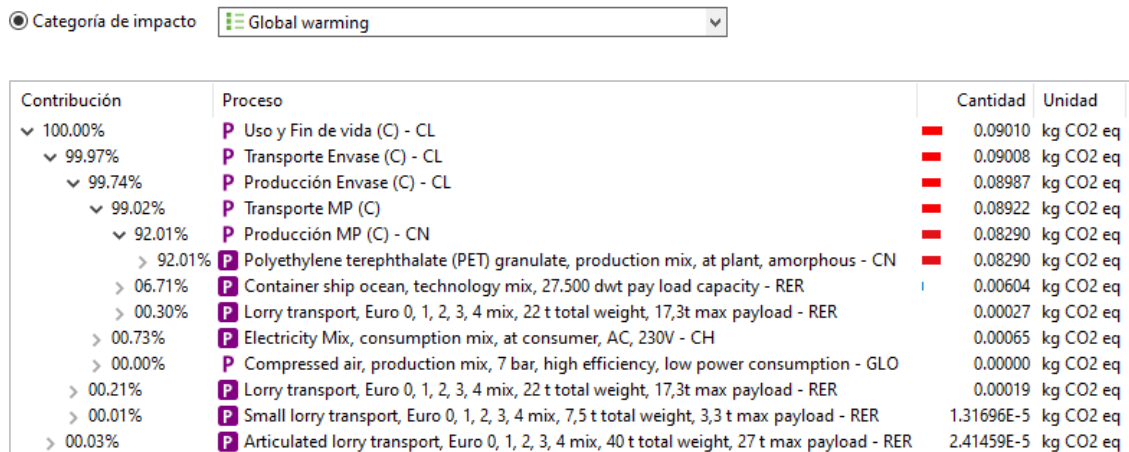 Categoría de impacto Global warming
Contribución Proceso Cantidad Unidad
100.00% P Uso y Fin de vida (C) - CL 0.09010 kg CO2 eq
99.97% P Transporte Envase (C) - CL 0.09008 kg CO2 eq
99.74% P Producción Envase (C) - CL 0.08987 kg CO2 eq
99.02% P Transporte MP (C) 0.08922 kg CO2 eq
92.01% P Producción MP (C) - CN 0.08290 kg CO2 eq
92.01% P Polyethylene terephthalate (PET) granulate, production mix, at plant, amorphous - CN 0.08290 kg CO2 eq
06.71% P Container ship ocean, technology mix, 27.500 dwt pay load capacity - RER 0.00604 kg CO2 eq
00.30% P Lorry transport, Euro 0, 1, 2, 3, 4 mix, 22 t total weight, 17,3t max payload - RER 0.00027 kg CO2 eq
00.73% P Electricity Mix, consumption mix, at consumer, AC, 230V - CH 0.00065 kg CO2 eq
00.00% P Compressed air, production mix, 7 bar, high efficiency, low power consumption - GLO 0.00000 kg CO2 eq
00.21% P Lorry transport, Euro 0, 1, 2, 3, 4 mix, 22 t total weight, 17,3t max payload - RER 0.00019 kg CO2 eq
00.01% P Small lorry transport, Euro 0, 1, 2, 3, 4 mix, 7,5 t total weight, 3,3 t max payload - RER 1.31696E-5 kg CO2 eq
00.03% P Articulated lorry transport, Euro 0, 1, 2, 3, 4 mix, 40 t total weight, 27 t max payload - RER 2.41459E-5 kg CO2 eq